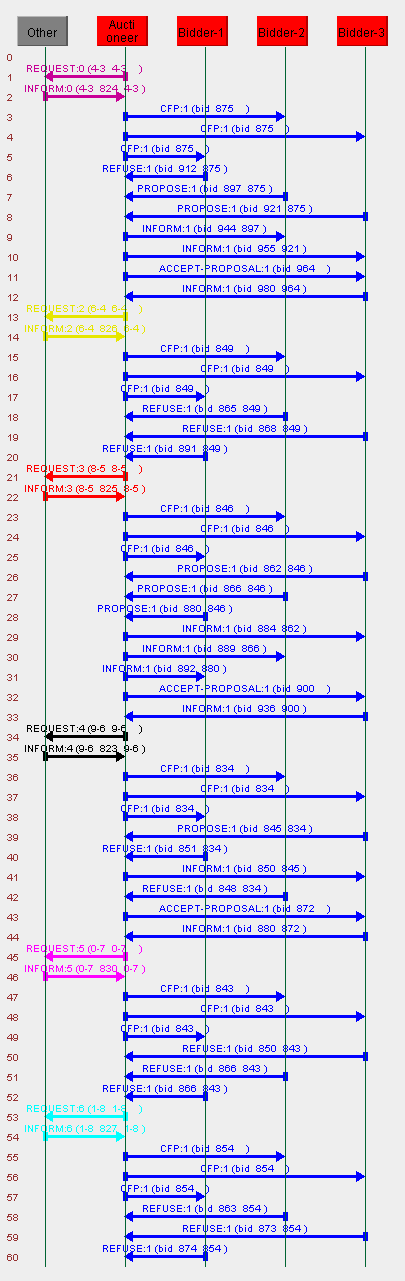 Other
Aucti
oneer
Bidder-1
Bidder-2
Bidder-3
0
1 REQUEST:0 (4-3 4-3 )
2 INFORM:0 (4-3 824 4-3)
3 CFP:1 (bid 875 )
4 CFP:1 (bid 875 )
5 CFP:1 (bid 875 )
6 REFUSE:1 (bid 912 875)
7 PROPOSE:1 (bid 897 875)
8 PROPOSE:1 (bid 921 875)
9 INFORM:1 (bid 944 897)
10 INFORM:1 (bid 955 921)
11 ACCEPT-PROPOSAL:1 (bid 964 )
12 INFORM:1 (bid 980 964)
13 REQUEST:2 (6-4 6-4 )
14 INFORM:2 (6-4 826 6-4)
15 CFP:1 (bid 849 )
16 CFP:1 (bid 849 )
17 CFP:1 (bid 849 )
18 REFUSE:1 (bid 865 849)
19 REFUSE:1 (bid 868 849)
20 REFUSE:1 (bid 891 849)
21 REQUEST:3 (8-5 8-5 )
22 INFORM:3 (8-5 825 8-5)
23 CFP:1 (bid 846 )
24 CFP:1 (bid 846 )
25 CFP:1 (bid 846 )
26 PROPOSE:1 (bid 862 846)
27 PROPOSE:1 (bid 866 846)
28 PROPOSE:1 (bid 880 846)
29 INFORM:1 (bid 884 862)
30 INFORM:1 (bid 889 866)
31 INFORM:1 (bid 892 880)
32 ACCEPT-PROPOSAL:1 (bid 900 )
33 INFORM:1 (bid 936 900)
34 REQUEST:4 (9-6 9-6 )
35 INFORM:4 (9-6 823 9-6)
36 CFP:1 (bid 834 )
37 CFP:1 (bid 834 )
38 CFP:1 (bid 834 )
39 PROPOSE:1 (bid 845 834)
40 REFUSE:1 (bid 851 834)
41 INFORM:1 (bid 850 845)
42 REFUSE:1 (bid 848 834)
43 ACCEPT-PROPOSAL:1 (bid 872 )
44 INFORM:1 (bid 880 872)
45 REQUEST:5 (0-7 0-7 )
46 INFORM:5 (0-7 830 0-7)
47 CFP:1 (bid 843 )
48 CFP:1 (bid 843 )
49 CFP:1 (bid 843 )
50 REFUSE:1 (bid 850 843)
51 REFUSE:1 (bid 866 843)
52 REFUSE:1 (bid 866 843)
53 REQUEST:6 (1-8 1-8 )
54 INFORM:6 (1-8 827 1-8)
55 CFP:1 (bid 854 )
56 CFP:1 (bid 854 )
57 CFP:1 (bid 854 )
58 REFUSE:1 (bid 863 854)
59 REFUSE:1 (bid 873 854)
60 REFUSE:1 (bid 874 854)